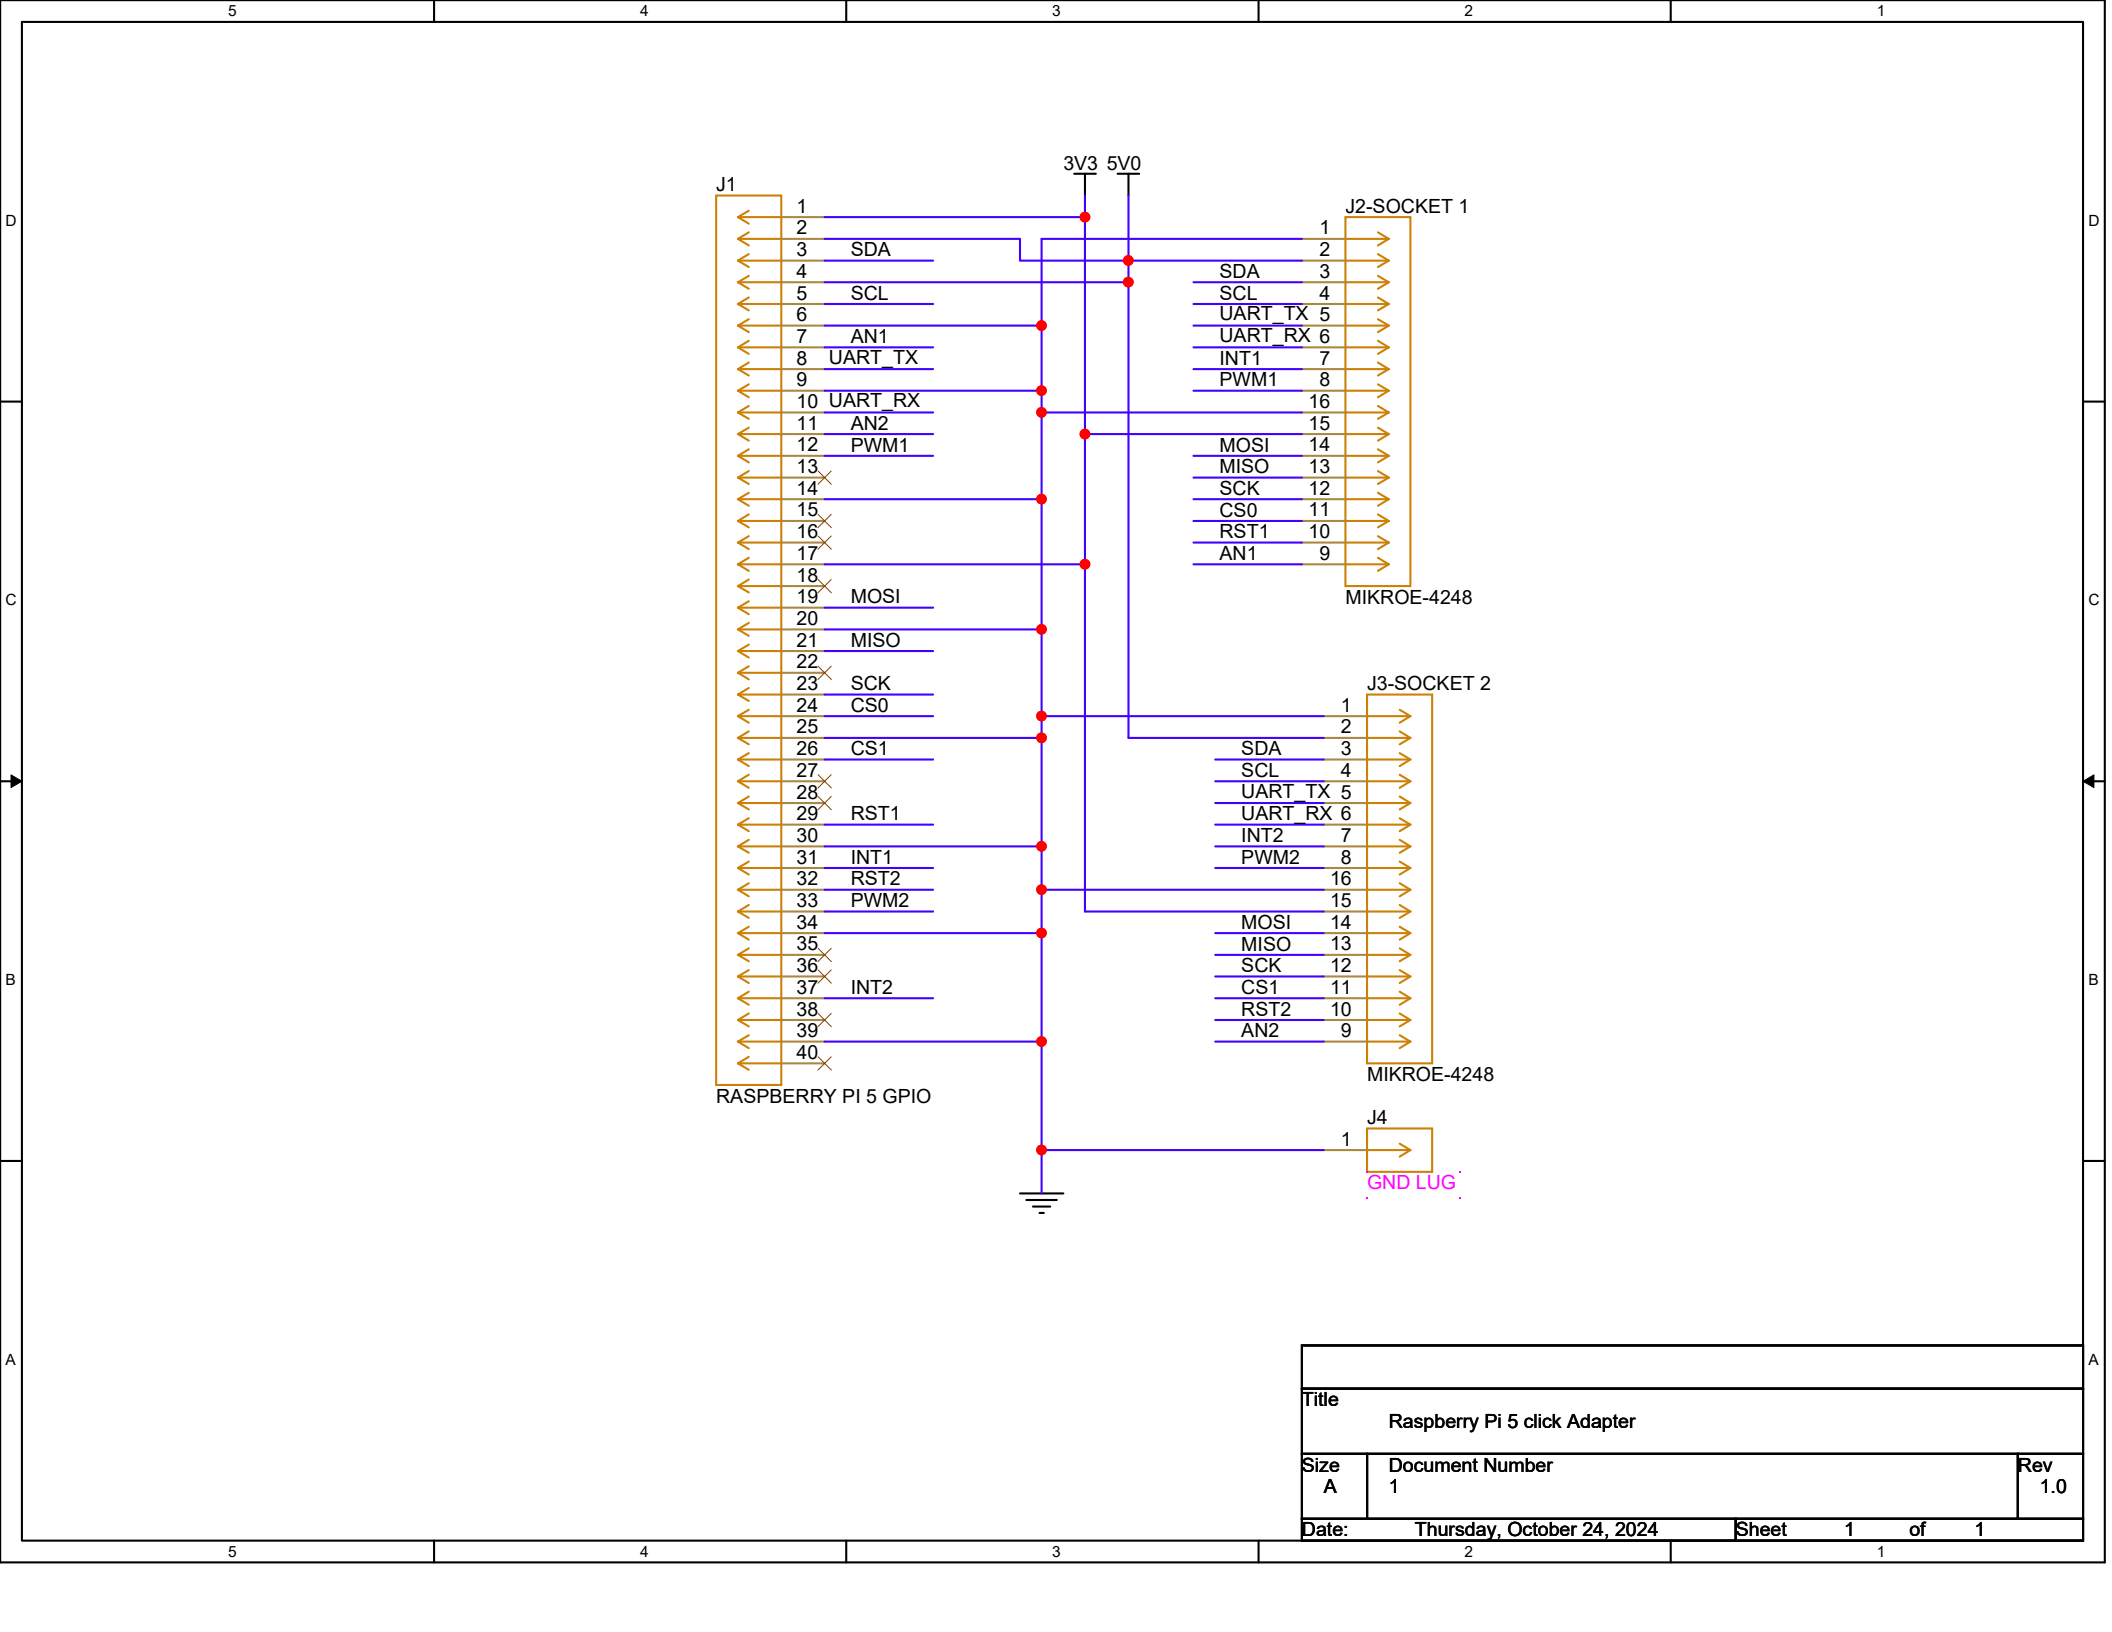 5 4 3 2 1
D D
C C
B B
A A
3V3 5V0
J1
1
2
3 SDA
4
5 SCL
6
7 AN1
8 UART_TX
9
10 UART_RX
11 AN2
12 PWM1
13
14
15
16
17
18
19 MOSI
20
21 MISO
22
23 SCK
24 CS0
25
26 CS1
27
28
29 RST1
30
31 INT1
32 RST2
33 PWM2
34
35
36
37 INT2
38
39
40
RASPBERRY PI 5 GPIO
J2-SOCKET 1
1
2
SDA 3
SCL 4
UART_TX 5
UART_RX 6
INT1 7
PWM1 8
16
15
MOSI 14
MISO 13
SCK 12
CS0 11
RST1 10
AN1 9
MIKROE-4248
J3-SOCKET 2
1
2
SDA 3
SCL 4
UART_TX 5
UART_RX 6
INT2 7
PWM2 8
16
15
MOSI 14
MISO 13
SCK 12
CS1 11
RST2 10
AN2 9
MIKROE-4248
J4
1
GND LUG
Title
Raspberry Pi 5 click Adapter
Size Document Number Rev
A 1 1.0
Date: Thursday, October 24, 2024 Sheet 1 of 1
5 4 3 2 1